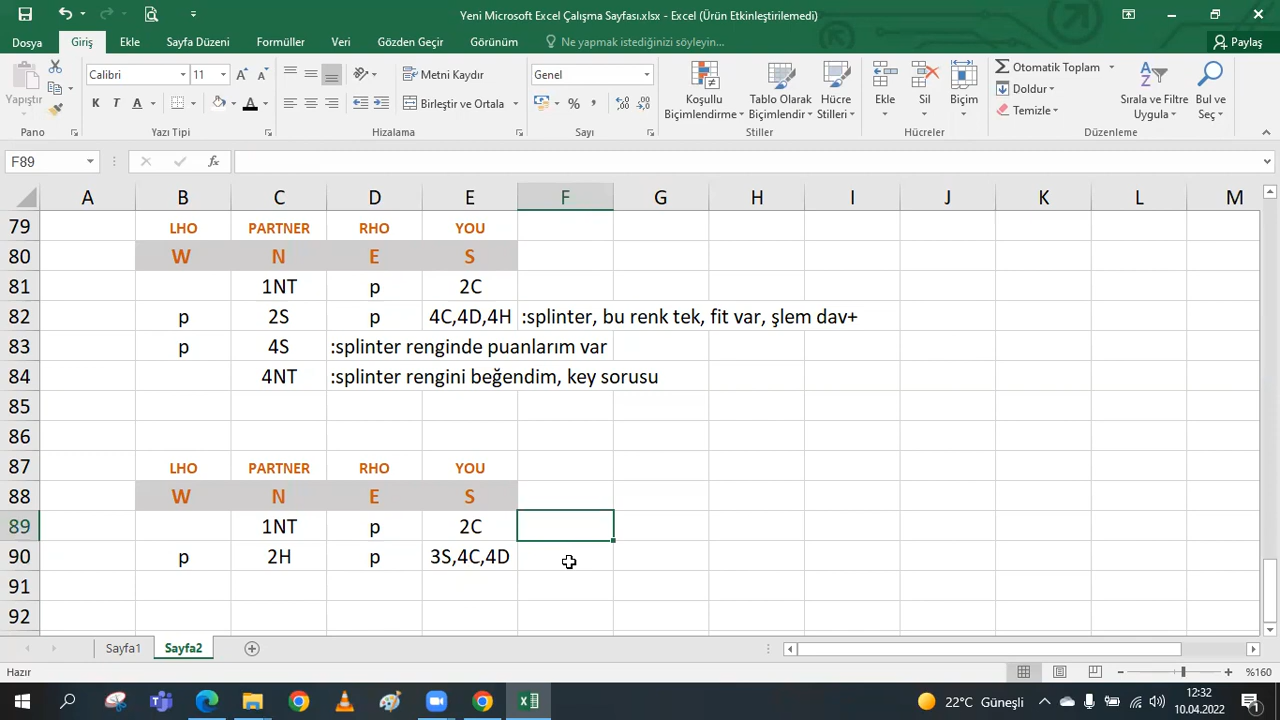 Yeni Microsoft Excel Çalışma Sayfası.xlsx - Excel (Ürün Etkinleştirilemedi)
Dosya Giriş Ekle Sayfa Düzeni Formüller Veri Gözden Geçir Görünüm Ne yapmak istediğinizi söyleyin... Paylaş
Yapıştır
Calibri 11
K T A A A
Metni Kaydır
Birleştir ve Ortala
Genel
% ,
Koşullu Biçimlendirme
Tablo Olarak Biçimlendir
Hücre Stilleri
Ekle Sil Biçim
Otomatik Toplam
Doldur
Temizle
Sırala ve Filtre Uygula
Bul ve Seç
Pano Yazı Tipi Hizalama Sayı Stiller Hücreler Düzenleme
F89 fx
A B C D E F G H I J K L M
79 LHO PARTNER RHO YOU
80 W N E S
81 1NT p 2C
82 p 2S p 4C,4D,4H :splinter, bu renk tek, fit var, şlem dav+
83 p 4S :splinter renginde puanlarım var
84 4NT :splinter rengini beğendim, key sorusu
85
86
87 LHO PARTNER RHO YOU
88 W N E S
89 1NT p 2C
90 p 2H p 3S,4C,4D
91
92
Sayfa1 Sayfa2
Hazır %160
22°C Güneşli 12:32
10.04.2022